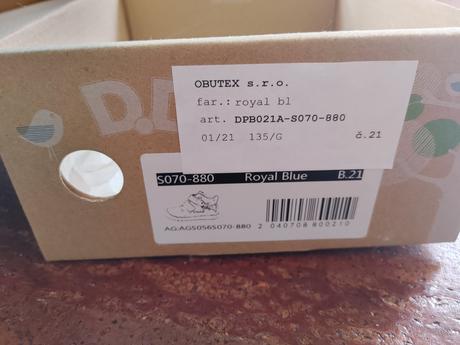 D.D
OBUTEX s.r.o.
far.: royal bl
art. DPB021A-S070-880
01/21 135/G č.21
S070-880 Royal Blue B.21
AG:AGS056S070-880 2 040708 800210